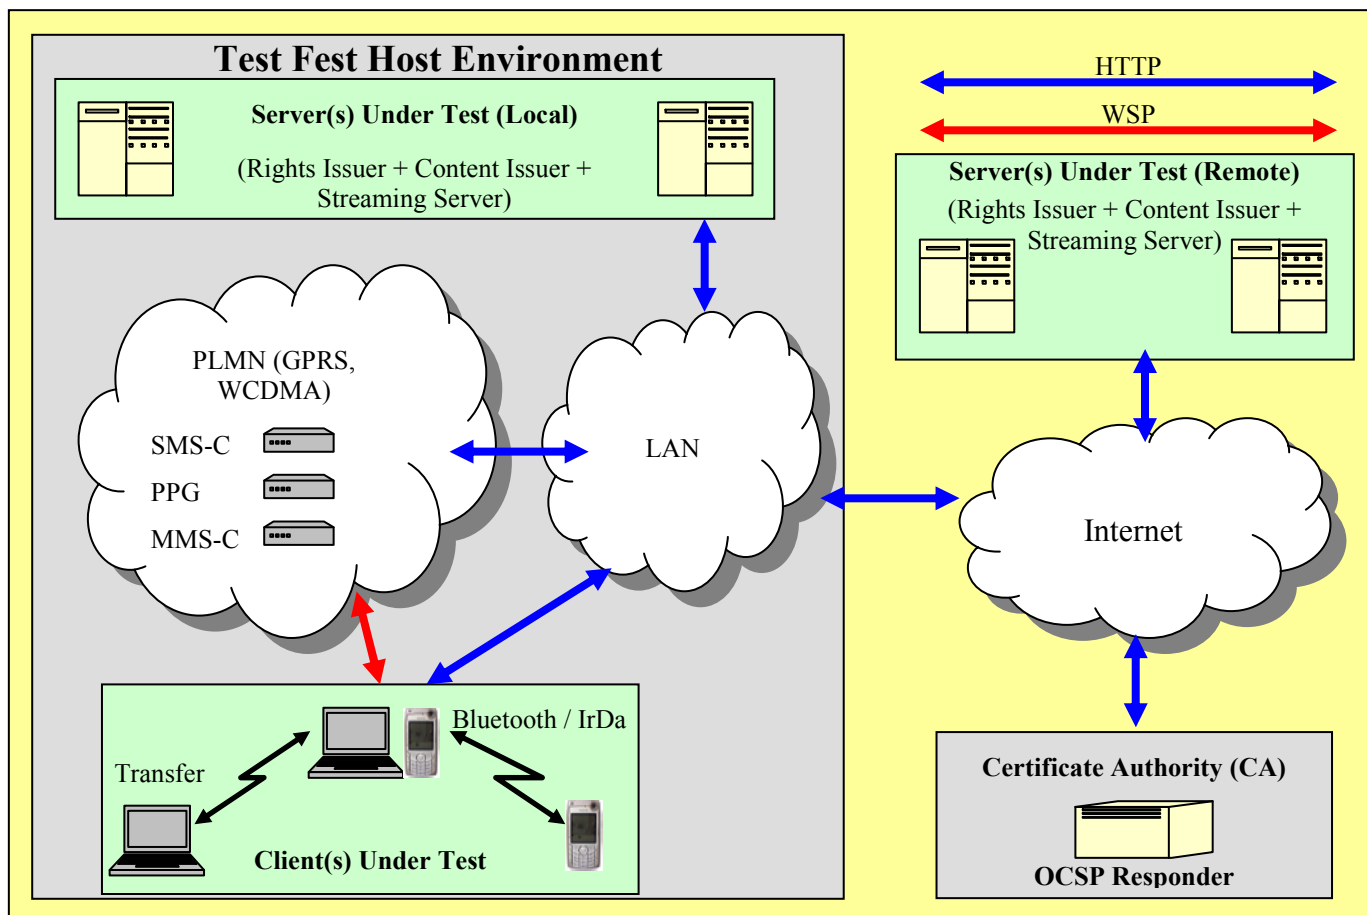 Test Fest Host Environment
Server(s) Under Test (Local)
(Rights Issuer + Content Issuer +
Streaming Server)
HTTP
WSP
Server(s) Under Test (Remote)
(Rights Issuer + Content Issuer +
Streaming Server)
PLMN (GPRS,
WCDMA)
SMS-C
PPG
MMS-C
LAN
Internet
Bluetooth / IrDa
Transfer
Client(s) Under Test
Certificate Authority (CA)
OCSP Responder